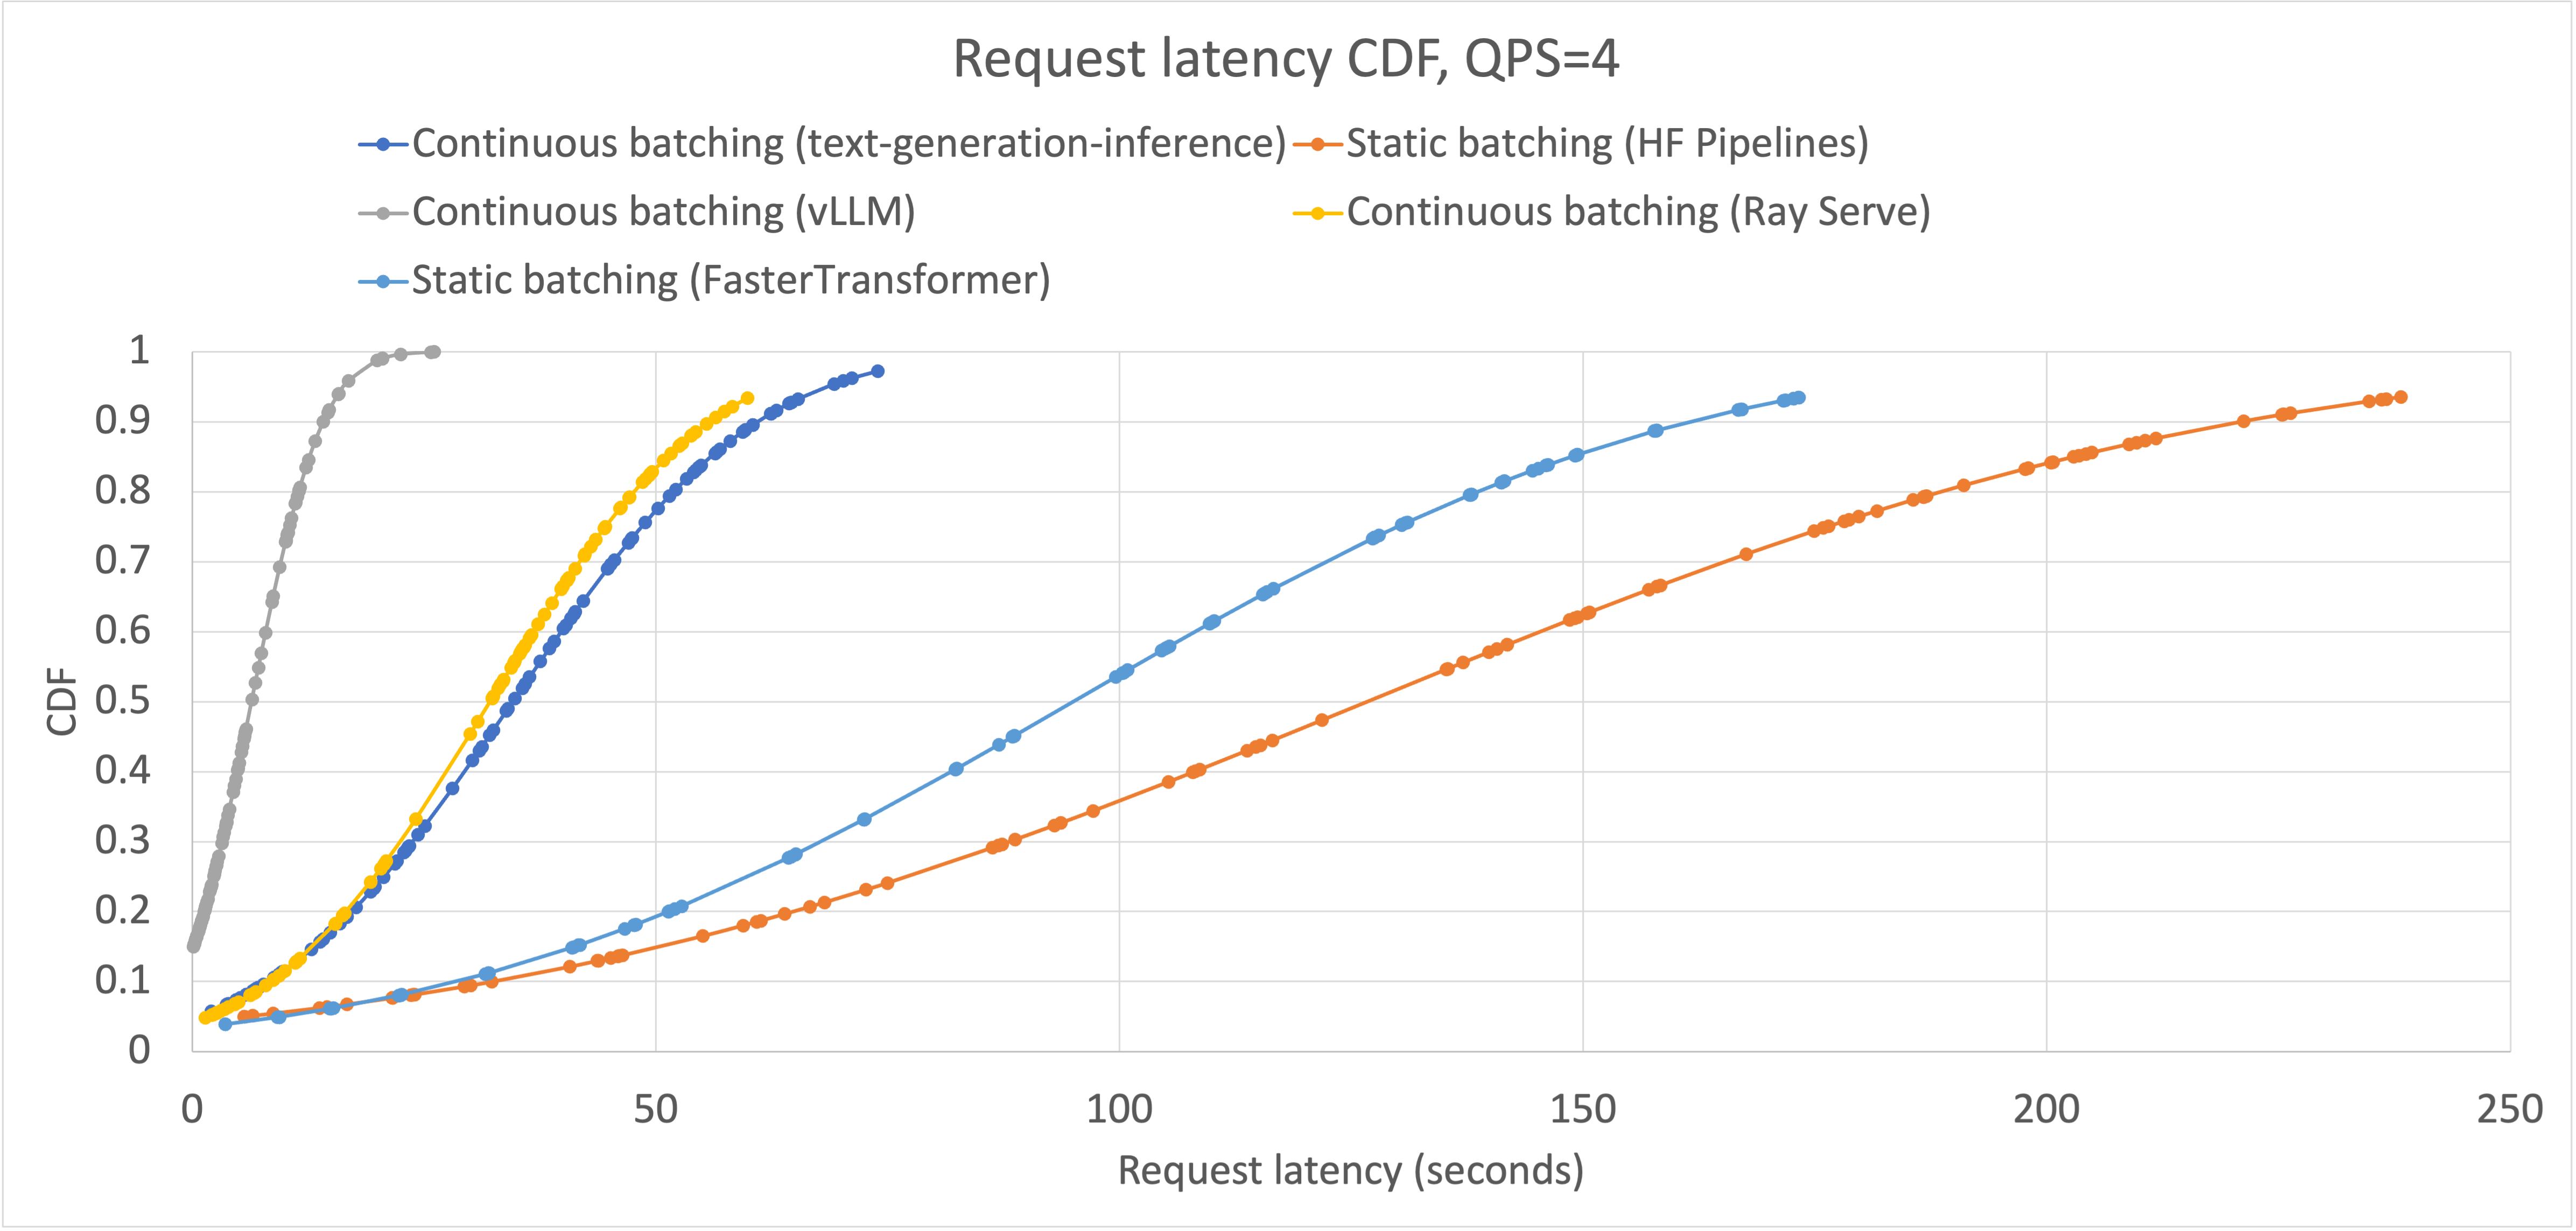 Request latency CDF, QPS=4
Continuous batching (text-generation-inference) Static batching (HF Pipelines)
Continuous batching (vLLM) Continuous batching (Ray Serve)
Static batching (FasterTransformer)
1
0.9
0.8
0.7
0.6
0.5
0.4
0.3
0.2
0.1
0
CDF
0 50 100 150 200 250
Request latency (seconds)